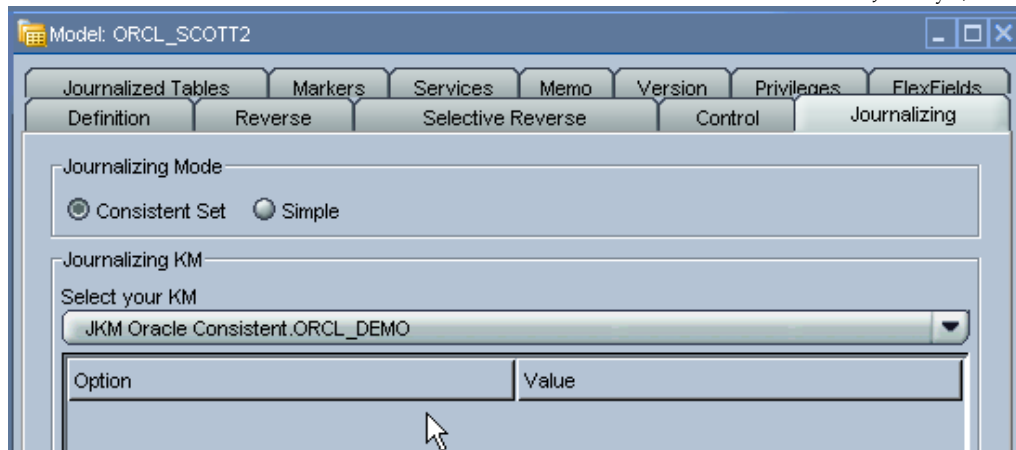 Model: ORCL_SCOTT2
Journalized Tables Markers Services Memo Version Privileges FlexFields
Definition Reverse Selective Reverse Control Journalizing
Journalizing Mode
Consistent Set Simple
Journalizing KM
Select your KM
JKM Oracle Consistent.ORCL_DEMO
Option Value